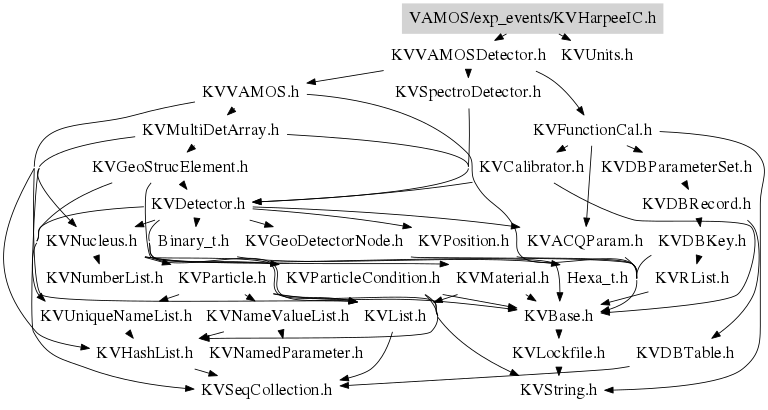 VAMOS/exp_events/KVHarpeeIC.h
KVVAMOSDetector.h KVUnits.h
KVVAMOS.h KVSpectroDetector.h
KVMultiDetArray.h KVFunctionCal.h
KVGeoStrucElement.h KVCalibrator.h KVDBParameterSet.h
KVDetector.h KVDBRecord.h
KVNucleus.h Binary_t.h KVGeoDetectorNode.h KVPosition.h KVACQParam.h KVDBKey.h
KVNumberList.h KVParticle.h KVParticleCondition.h KVMaterial.h Hexa_t.h KVRList.h
KVUniqueNameList.h KVNameValueList.h KVList.h KVBase.h
KVHashList.h KVNamedParameter.h KVLockfile.h KVDBTable.h
KVSeqCollection.h KVString.h